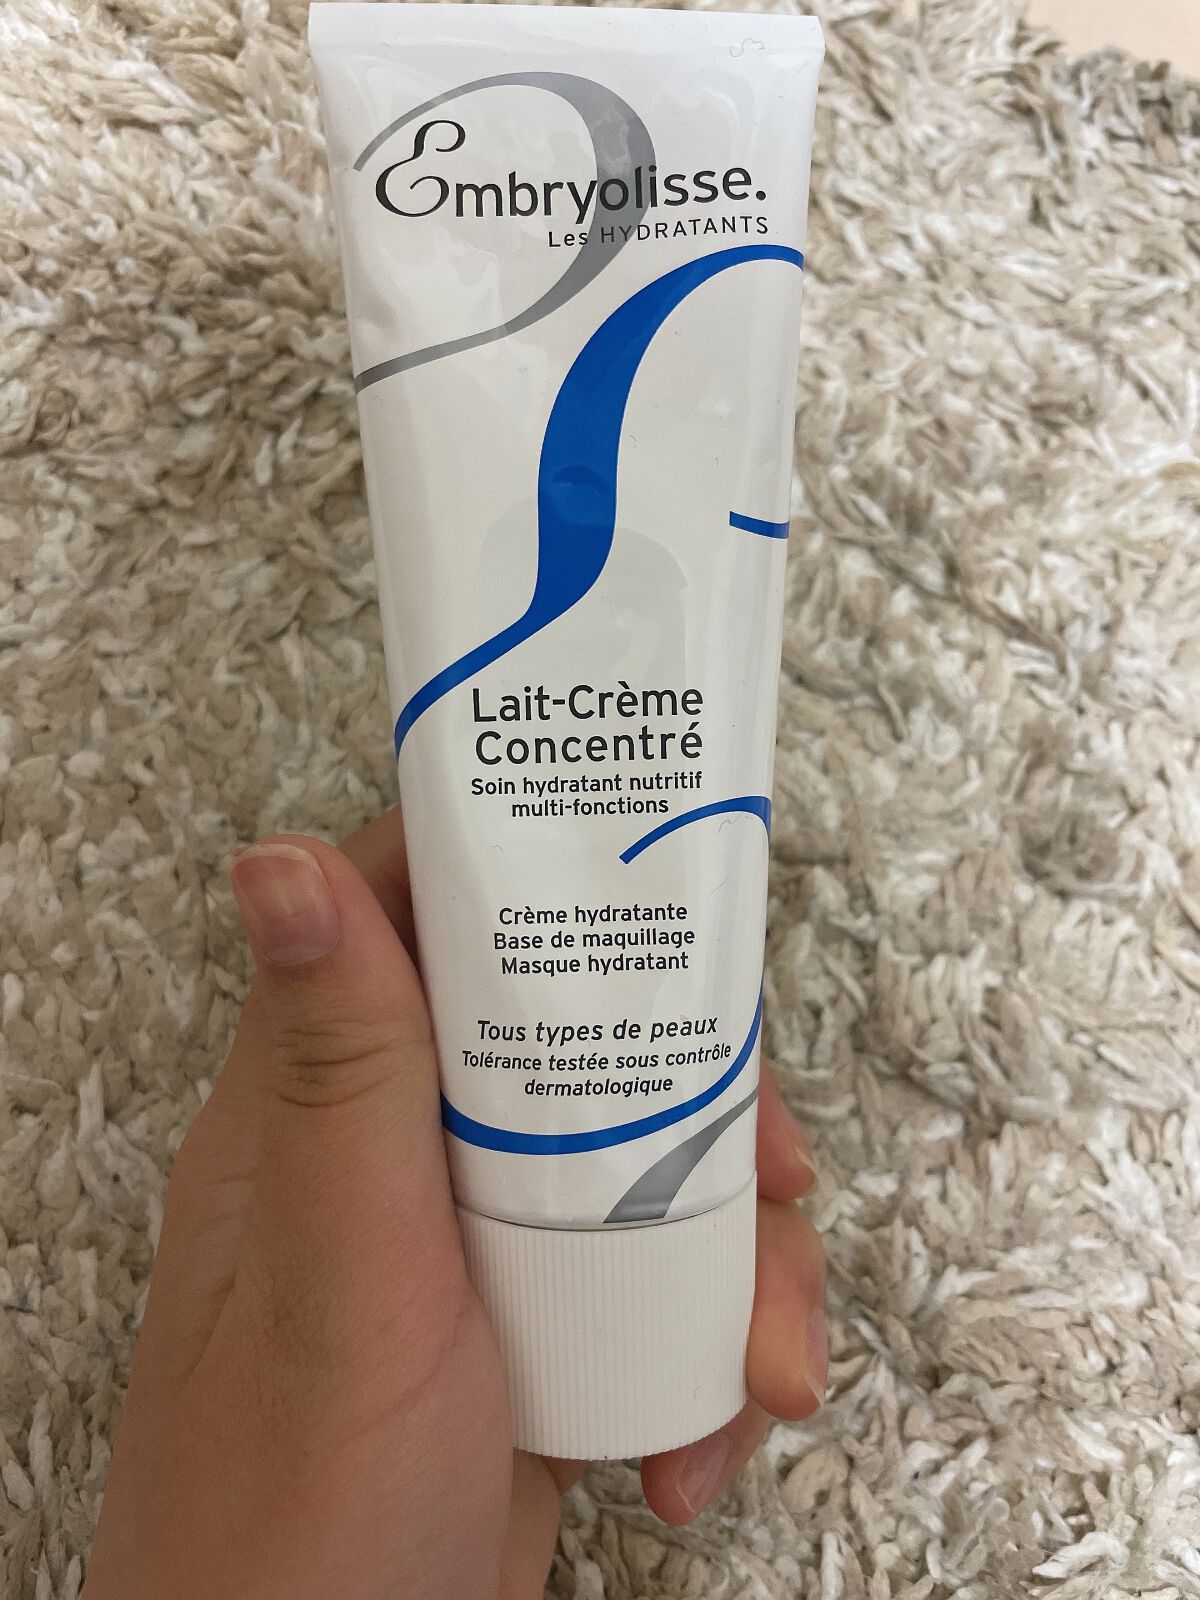 Embryolisse.
Les HYDRATANTS
Lait-Crème
Concentré
Soin hydratant nutritif
multi-fonctions
Crème hydratante
Base de maquillage
Masque hydratant
Tous types de peaux
Tolérance testée sous contrôle
dermatologique